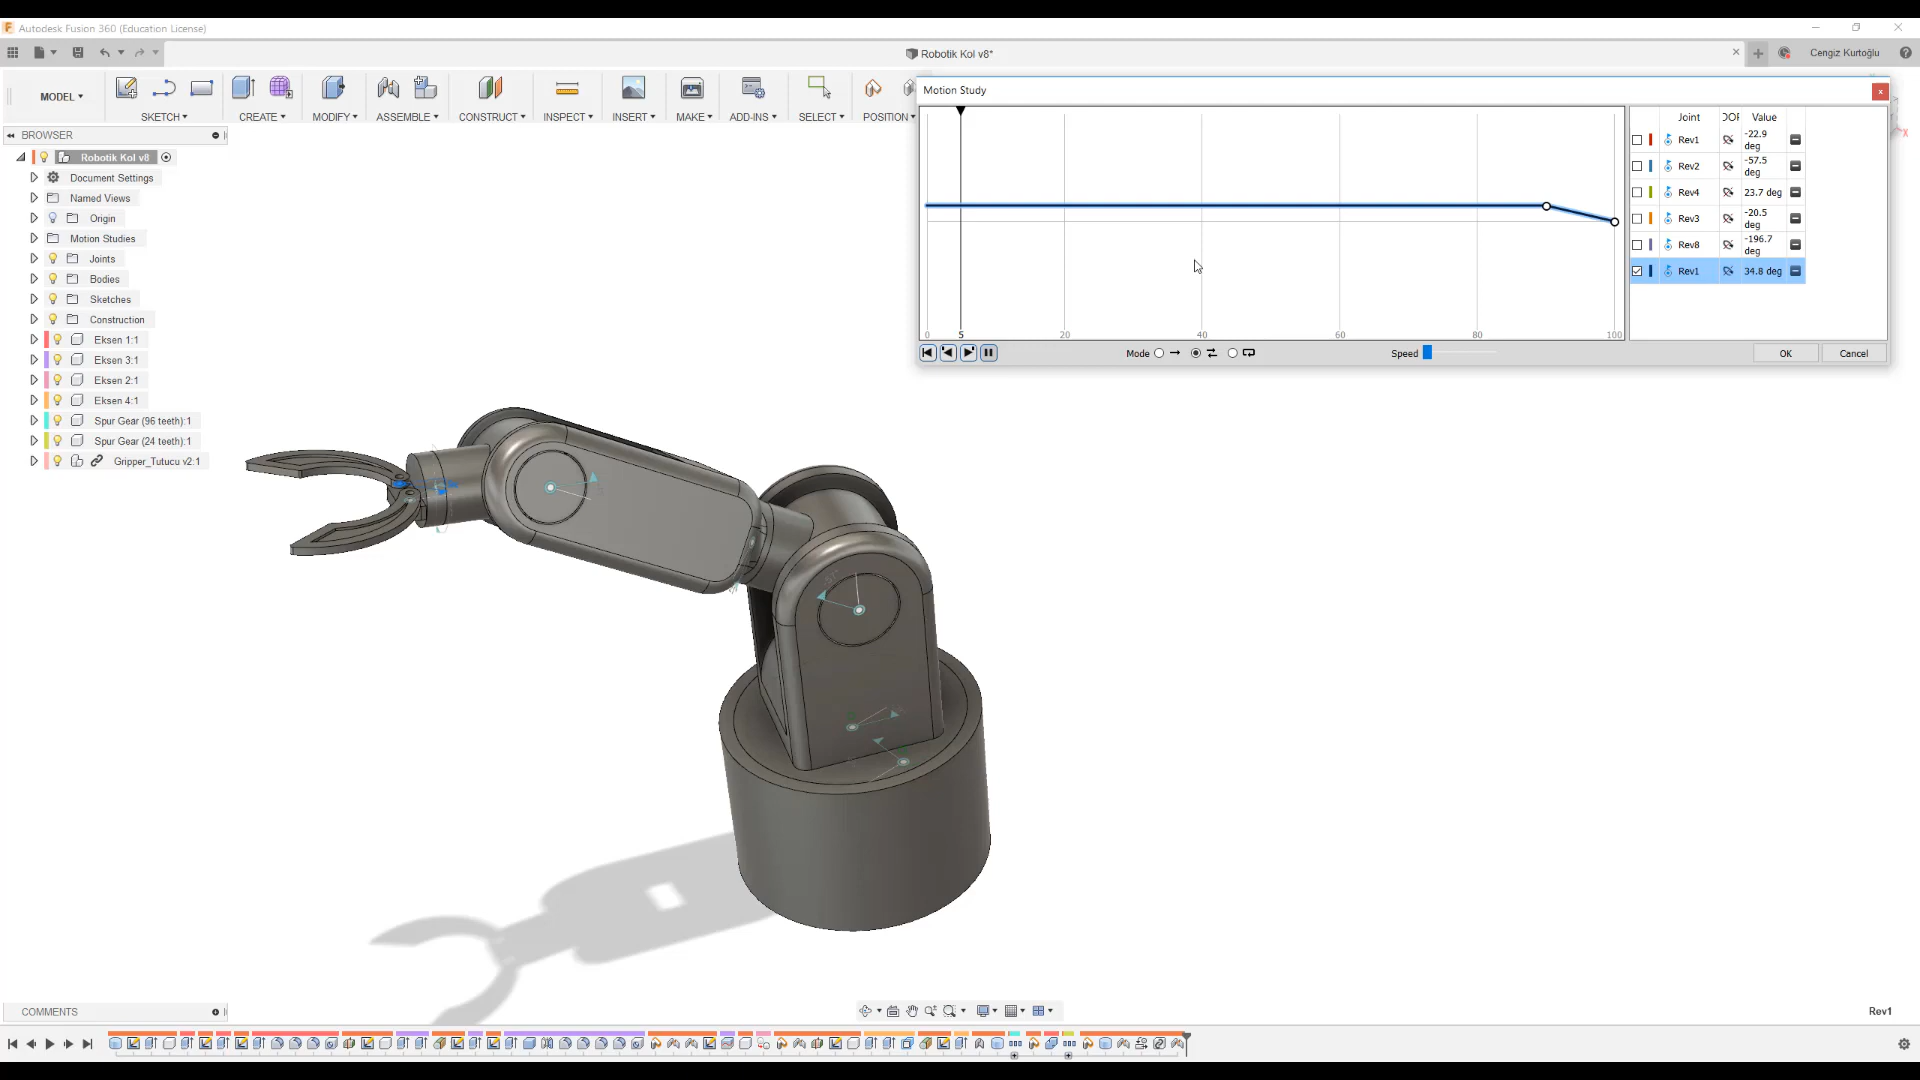 Autodesk Fusion 360 (Education License)
Robotik Kol v8*
Cengiz Kurtoğlu
MODEL
SKETCH
CREATE
MODIFY
ASSEMBLE
CONSTRUCT
INSPECT
INSERT
MAKE
ADD-INS
SELECT
POSITION
Motion Study
Joint
Value
Rev1 -22.9 deg
Rev2 -57.5 deg
Rev4 23.7 deg
Rev3 -20.5 deg
Rev8 -196.7 deg
Rev1 34.8 deg
0 5 20 40 60 80 100
Mode
Speed
OK
Cancel
BROWSER
Robotik Kol v8
Document Settings
Named Views
Origin
Motion Studies
Joints
Bodies
Sketches
Construction
Eksen 1:1
Eksen 3:1
Eksen 2:1
Eksen 4:1
Spur Gear (96 teeth):1
Spur Gear (24 teeth):1
Gripper_Tutucu v2:1
COMMENTS
Rev1